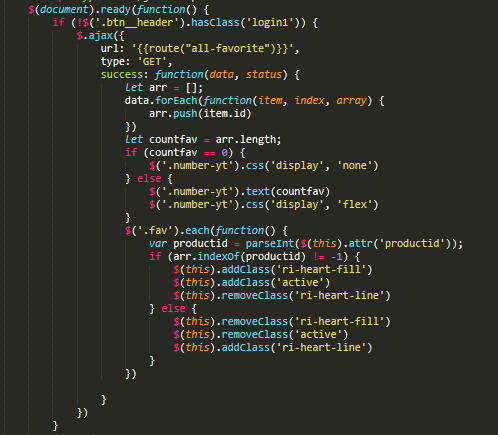 $(document).ready(function() {
if (!$('.btn__header').hasClass('login1')) {
$.ajax({
url: '{{route("all-favorite")}}',
type: 'GET',
success: function(data, status) {
let arr = [];
data.forEach(function(item, index, array) {
arr.push(item.id)
})
let countfav = arr.length;
if (countfav == 0) {
$('.number-yt').css('display', 'none')
} else {
$('.number-yt').text(countfav)
$('.number-yt').css('display', 'flex')
}
$('.fav').each(function() {
var productid = parseInt($(this).attr('productid'));
if (arr.indexOf(productid) != -1) {
$(this).addClass('ri-heart-fill')
$(this).addClass('active')
$(this).removeClass('ri-heart-line')
} else {
$(this).removeClass('ri-heart-fill')
$(this).removeClass('active')
$(this).addClass('ri-heart-line')
}
})
}
})
}